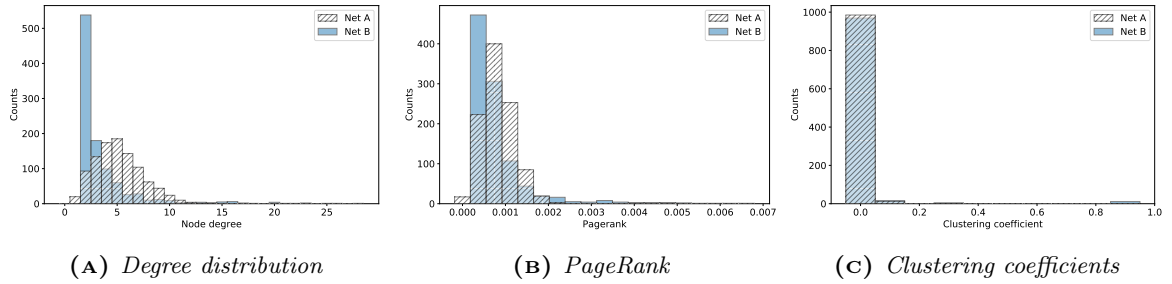 500
400
300
200
100
0
Counts
0 5 10 15 20 25
Node degree
Net A
Net B
(A) Degree distribution
400
300
200
100
0
Counts
0.000 0.001 0.002 0.003 0.004 0.005 0.006 0.007
Pagerank
Net A
Net B
(B) PageRank
1000
800
600
400
200
0
Counts
0.0 0.2 0.4 0.6 0.8 1.0
Clustering coefficient
Net A
Net B
(C) Clustering coefficients